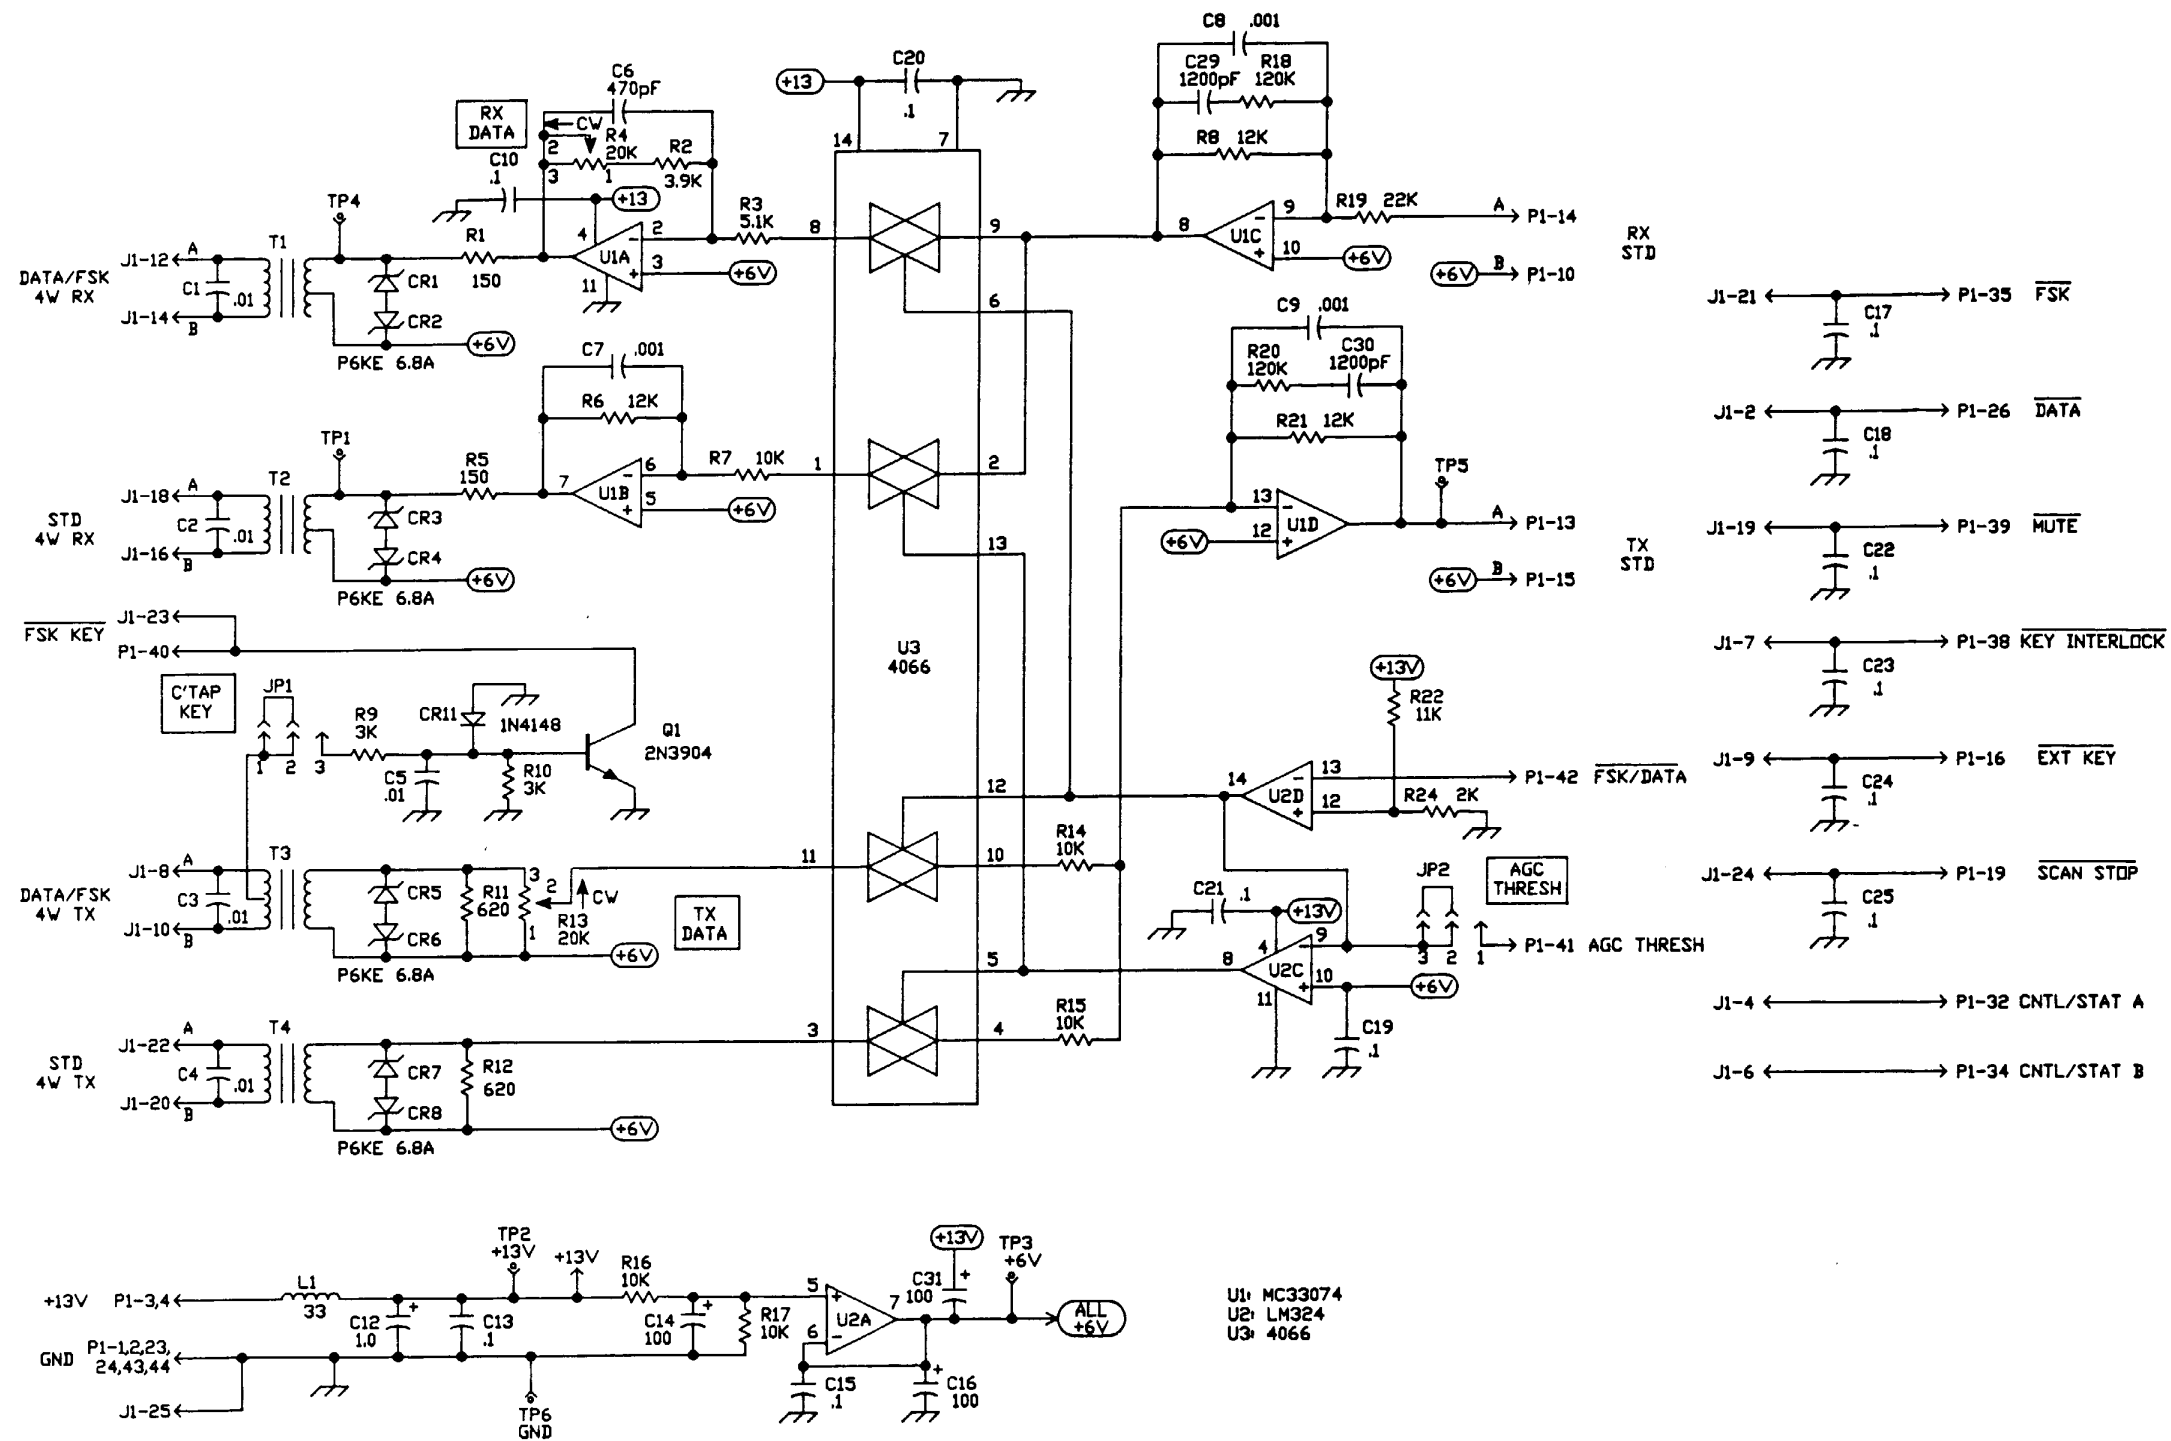 C8 .001
C29 R18
1200pF 120K
R8 12K
C20
+13
.1
14 7
C6
470pF
RX
DATA
CW
R4
20K
R2
3.9K
2
3 1
C10
.1
+13
TP4
R3
5.1K
8 9
6
R1
150
4
2
3
11
U1A
+6V
J1-12 A
T1
DATA/FSK
4W RX
C1 .01
J1-14 B
CR1
CR2
+6V
P6KE 6.8A
8 U1C 9
10
R19 22K
A P1-14
+6V
+6V B P1-10
RX
STD
C9 .001
R20
120K
C30
1200pF
R21 12K
TP5
13
12
U1D
+6V
A P1-13
+6V B P1-15
TX
STD
C7 .001
R6 12K
TP1
R5
150
7 U1B 6
5
R7 10K
+6V
1 2
13
J1-18 A
T2
STD
4W RX
C2 .01
J1-16 B
CR3
CR4
+6V
P6KE 6.8A
J1-23
FSK KEY
P1-40
C'TAP
KEY
JP1
1 2 3
R9
3K
CR11
1N4148
C5
.01
R10
3K
Q1
2N3904
U3
4066
+13V
R22
11K
14 U2D 13
12
P1-42 FSK/DATA
R24 2K
12
R14
10K
11 10
J1-8 A
T3
DATA/FSK
4W TX
C3 .01
J1-10 B
CR5
CR6
R11
620
3
2
1
CW
R13
20K
TX
DATA
+6V
P6KE 6.8A
C21 .1
+13V
JP2
AGC
THRESH
4
9
8 U2C 10
11
3 2 1
P1-41 AGC THRESH
+6V
C19
.1
5
R15
10K
3 4
J1-22 A
T4
STD
4W TX
C4 .01
J1-20 B
CR7
CR8
R12
620
+6V
P6KE 6.8A
J1-21 P1-35 FSK
C17
.1
J1-2 P1-26 DATA
C18
.1
J1-19 P1-39 MUTE
C22
.1
J1-7 P1-38 KEY INTERLOCK
C23
.1
J1-9 P1-16 EXT KEY
C24
.1
J1-24 P1-19 SCAN STOP
C25
.1
J1-4 P1-32 CNTL/STAT A
J1-6 P1-34 CNTL/STAT B
+13V P1-3,4
L1
33
TP2
+13V
+13V
R16
10K
C12
1.0
C13
.1
C14
100
R17
10K
5
6
U2A
7
+13V
C31
100
TP3
+6V
ALL
+6V
C15
.1
C16
100
GND P1-1,2,23,
24,43,44
J1-25
TP6
GND
U1: MC33074
U2: LM324
U3: 4066